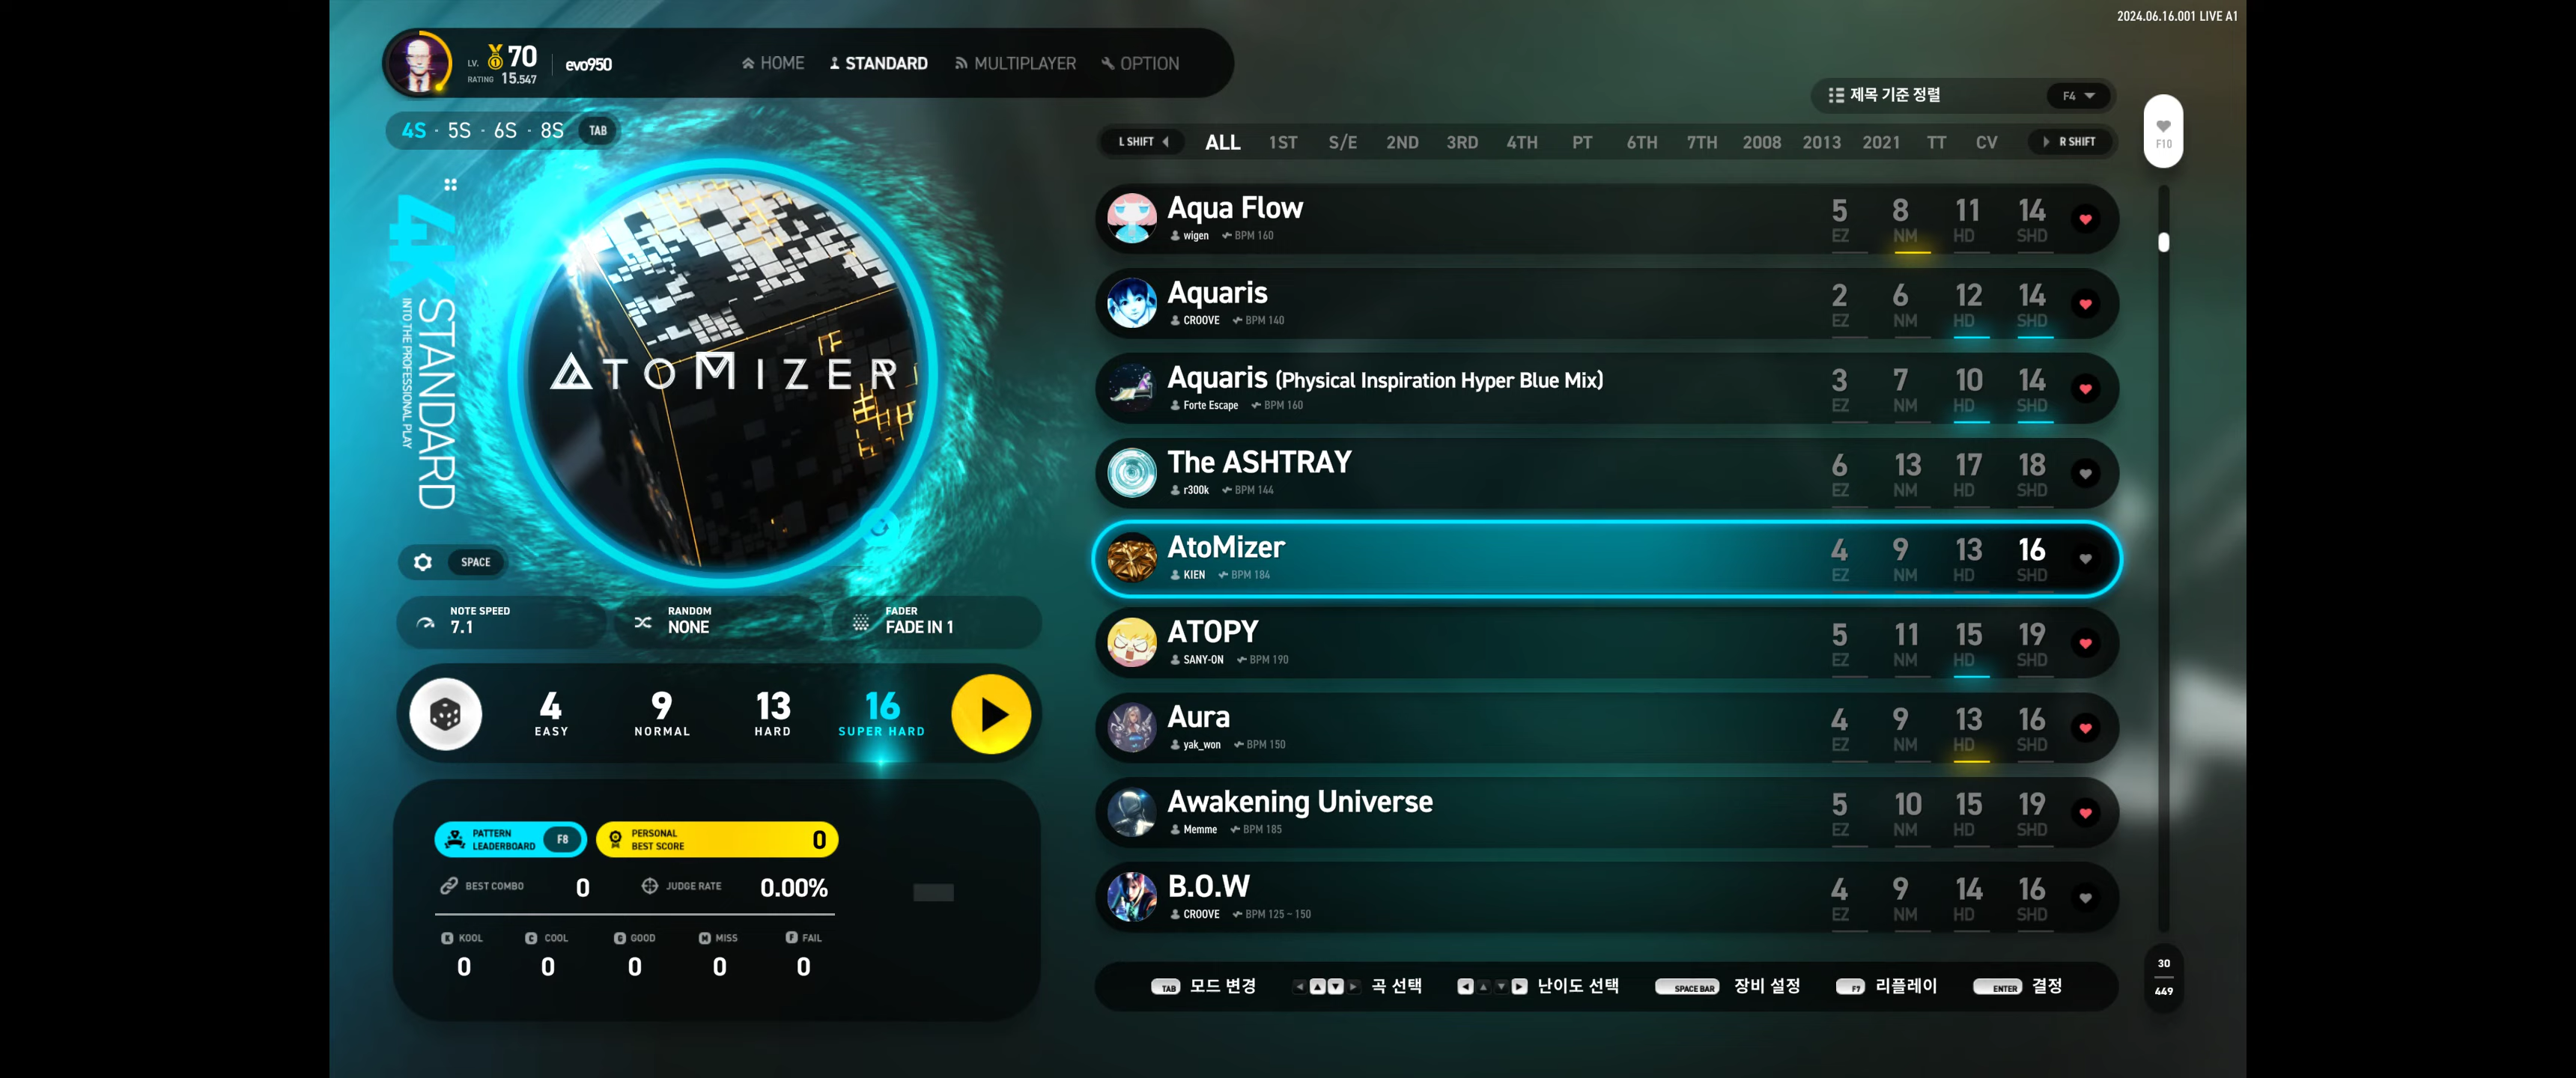 2024.06.16.001 LIVE A1
LV. 1 70
RATING 15.547
evo950
HOME STANDARD MULTIPLAYER OPTION
제목 기준 정렬 F4
4S · 5S · 6S · 8S TAB
L SHIFT ALL 1ST S/E 2ND 3RD 4TH PT 6TH 7TH 2008 2013 2021 TT CV R SHIFT
F10
4K STANDARD
INTO THE PROFESSIONAL PLAY
ATOMIZER
SPACE
NOTE SPEED
7.1
RANDOM
NONE
FADER
FADE IN 1
4 9 13 16
EASY NORMAL HARD SUPER HARD
PATTERN
LEADERBOARD F8
PERSONAL
BEST SCORE 0
BEST COMBO 0 JUDGE RATE 0.00%
K KOOL C COOL G GOOD M MISS F FAIL
0 0 0 0 0
Aqua Flow 5 8 11 14
wigen BPM 160 EZ NM HD SHD
Aquaris 2 6 12 14
CROOVE BPM 140 EZ NM HD SHD
Aquaris (Physical Inspiration Hyper Blue Mix) 3 7 10 14
Forte Escape BPM 160 EZ NM HD SHD
The ASHTRAY 6 13 17 18
r300k BPM 144 EZ NM HD SHD
AtoMizer 4 9 13 16
KIEN BPM 184 EZ NM HD SHD
ATOPY 5 11 15 19
SANY-ON BPM 190 EZ NM HD SHD
Aura 4 9 13 16
yak_won BPM 150 EZ NM HD SHD
Awakening Universe 5 10 15 19
Memme BPM 185 EZ NM HD SHD
B.O.W 4 9 14 16
CROOVE BPM 125 ~ 150 EZ NM HD SHD
TAB 모드 변경 곡 선택 난이도 선택 SPACE BAR 장비 설정 F7 리플레이 ENTER 결정
30
449